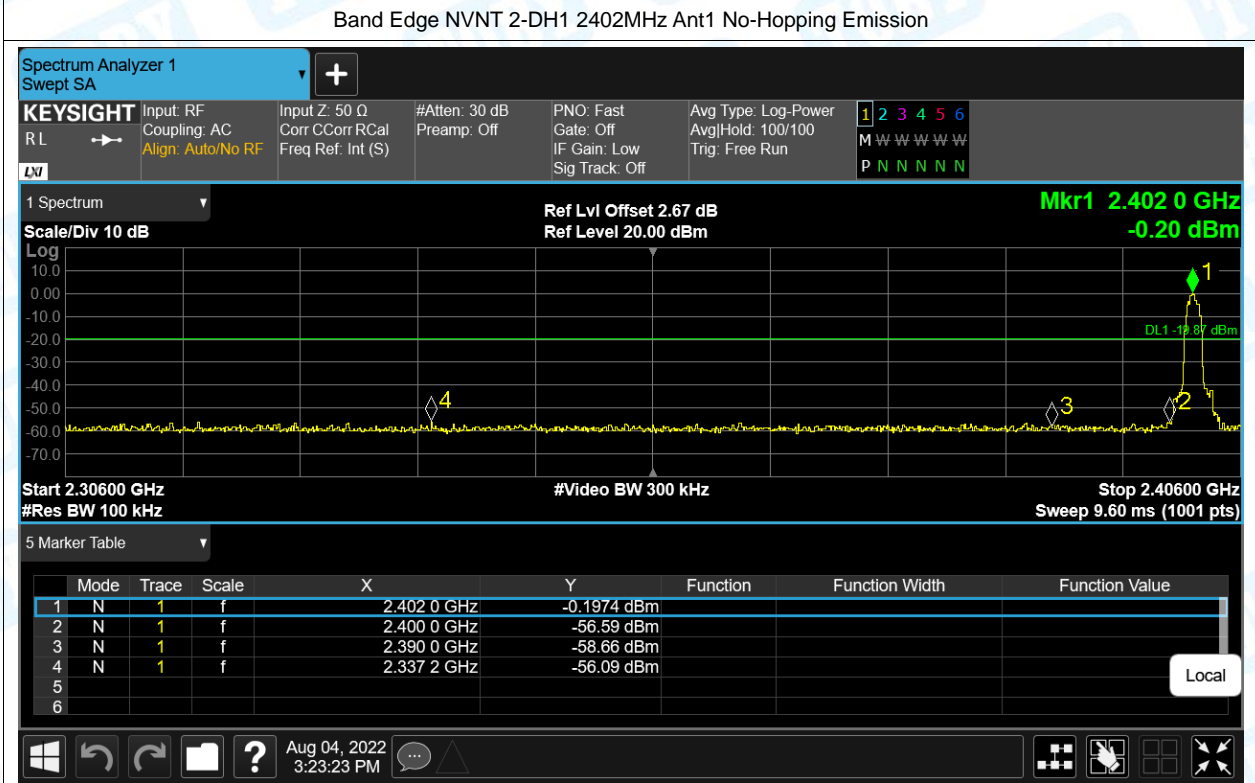 Band Edge NVNT 2-DH1 2402MHz Ant1 No-Hopping Emission
Spectrum Analyzer 1
Swept SA
+
KEYSIGHT Input: RF Input Z: 50 Ω #Atten: 30 dB PNO: Fast Avg Type: Log-Power 1 2 3 4 5 6
R L Coupling: AC Corr CCorr RCal Preamp: Off Gate: Off Avg|Hold: 100/100 M W W W W W
Align: Auto/No RF Freq Ref: Int (S) IF Gain: Low Trig: Free Run P N N N N N
LXI Sig Track: Off
1 Spectrum Ref Lvl Offset 2.67 dB Mkr1 2.402 0 GHz
Scale/Div 10 dB Ref Level 20.00 dBm -0.20 dBm
Log
10.0
0.00
-10.0
-20.0
-30.0
-40.0
-50.0
-60.0
-70.0
1
DL1 -19.87 dBm
4
3
2
Start 2.30600 GHz #Video BW 300 kHz Stop 2.40600 GHz
#Res BW 100 kHz Sweep 9.60 ms (1001 pts)
5 Marker Table
Mode Trace Scale X Y Function Function Width Function Value
1 N 1 f 2.402 0 GHz -0.1974 dBm
2 N 1 f 2.400 0 GHz -56.59 dBm
3 N 1 f 2.390 0 GHz -58.66 dBm
4 N 1 f 2.337 2 GHz -56.09 dBm
5
6
Local
? Aug 04, 2022
3:23:23 PM